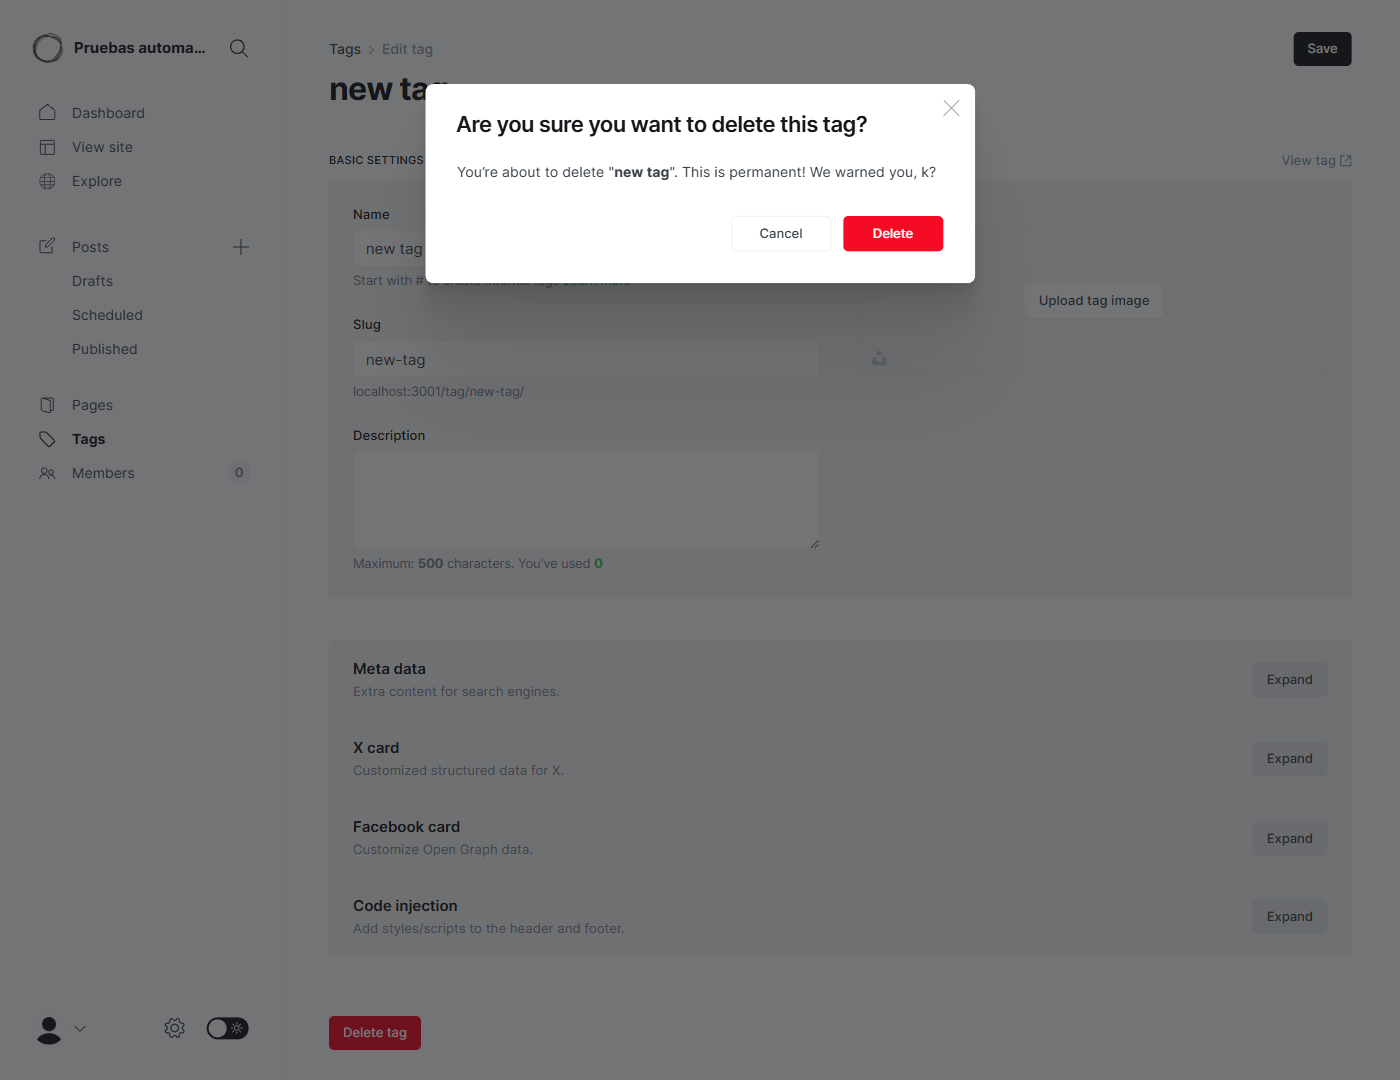 Pruebas automa...
Dashboard
View site
Explore
Posts
Drafts
Scheduled
Published
Pages
Tags
Members
0
Tags
Edit tag
Save
new tag
BASIC SETTINGS
View tag
Are you sure you want to delete this tag?
You're about to delete "new tag". This is permanent! We warned you, k?
Cancel
Delete
Name
new tag
Start with #
Upload tag image
Slug
new-tag
localhost:3001/tag/new-tag/
Description
Maximum: 500 characters. You've used 0
Meta data
Extra content for search engines.
Expand
X card
Customized structured data for X.
Expand
Facebook card
Customize Open Graph data.
Expand
Code injection
Add styles/scripts to the header and footer.
Expand
Delete tag